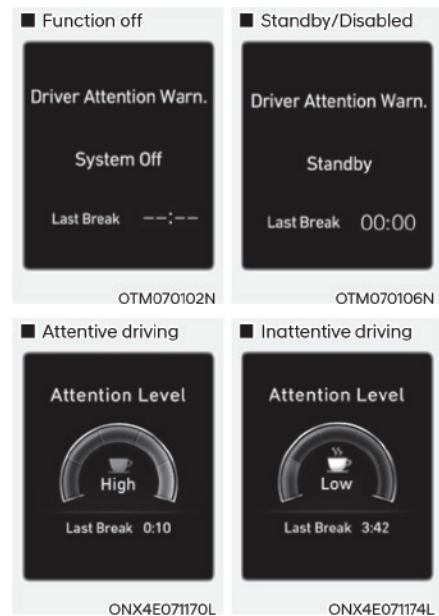 ■ Function off
Driver Attention Warn.
System Off
Last Break --:--
OTM070102N
■ Standby/Disabled
Driver Attention Warn.
Standby
Last Break 00:00
OTM070106N
■ Attentive driving
Attention Level
High
Last Break 0:10
ONX4E071170L
■ Inattentive driving
Attention Level
Low
Last Break 3:42
ONX4E071174L